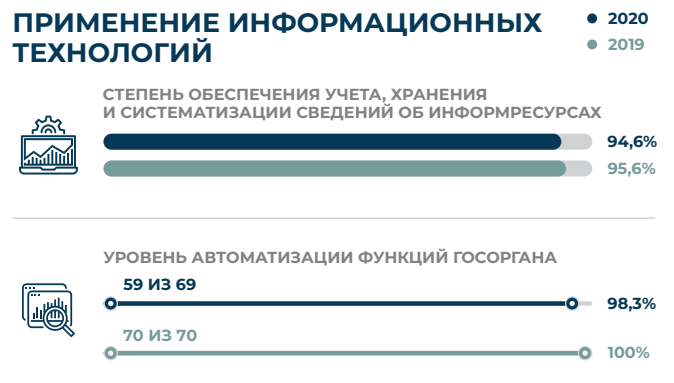 ПРИМЕНЕНИЕ ИНФОРМАЦИОННЫХ
ТЕХНОЛОГИЙ
2020
2019
СТЕПЕНЬ ОБЕСПЕЧЕНИЯ УЧЕТА, ХРАНЕНИЯ
И СИСТЕМАТИЗАЦИИ СВЕДЕНИЙ ОБ ИНФОРМРЕСУРСАХ
94,6%
95,6%
УРОВЕНЬ АВТОМАТИЗАЦИИ ФУНКЦИЙ ГОСОРГАНА
59 ИЗ 69
98,3%
70 ИЗ 70
100%